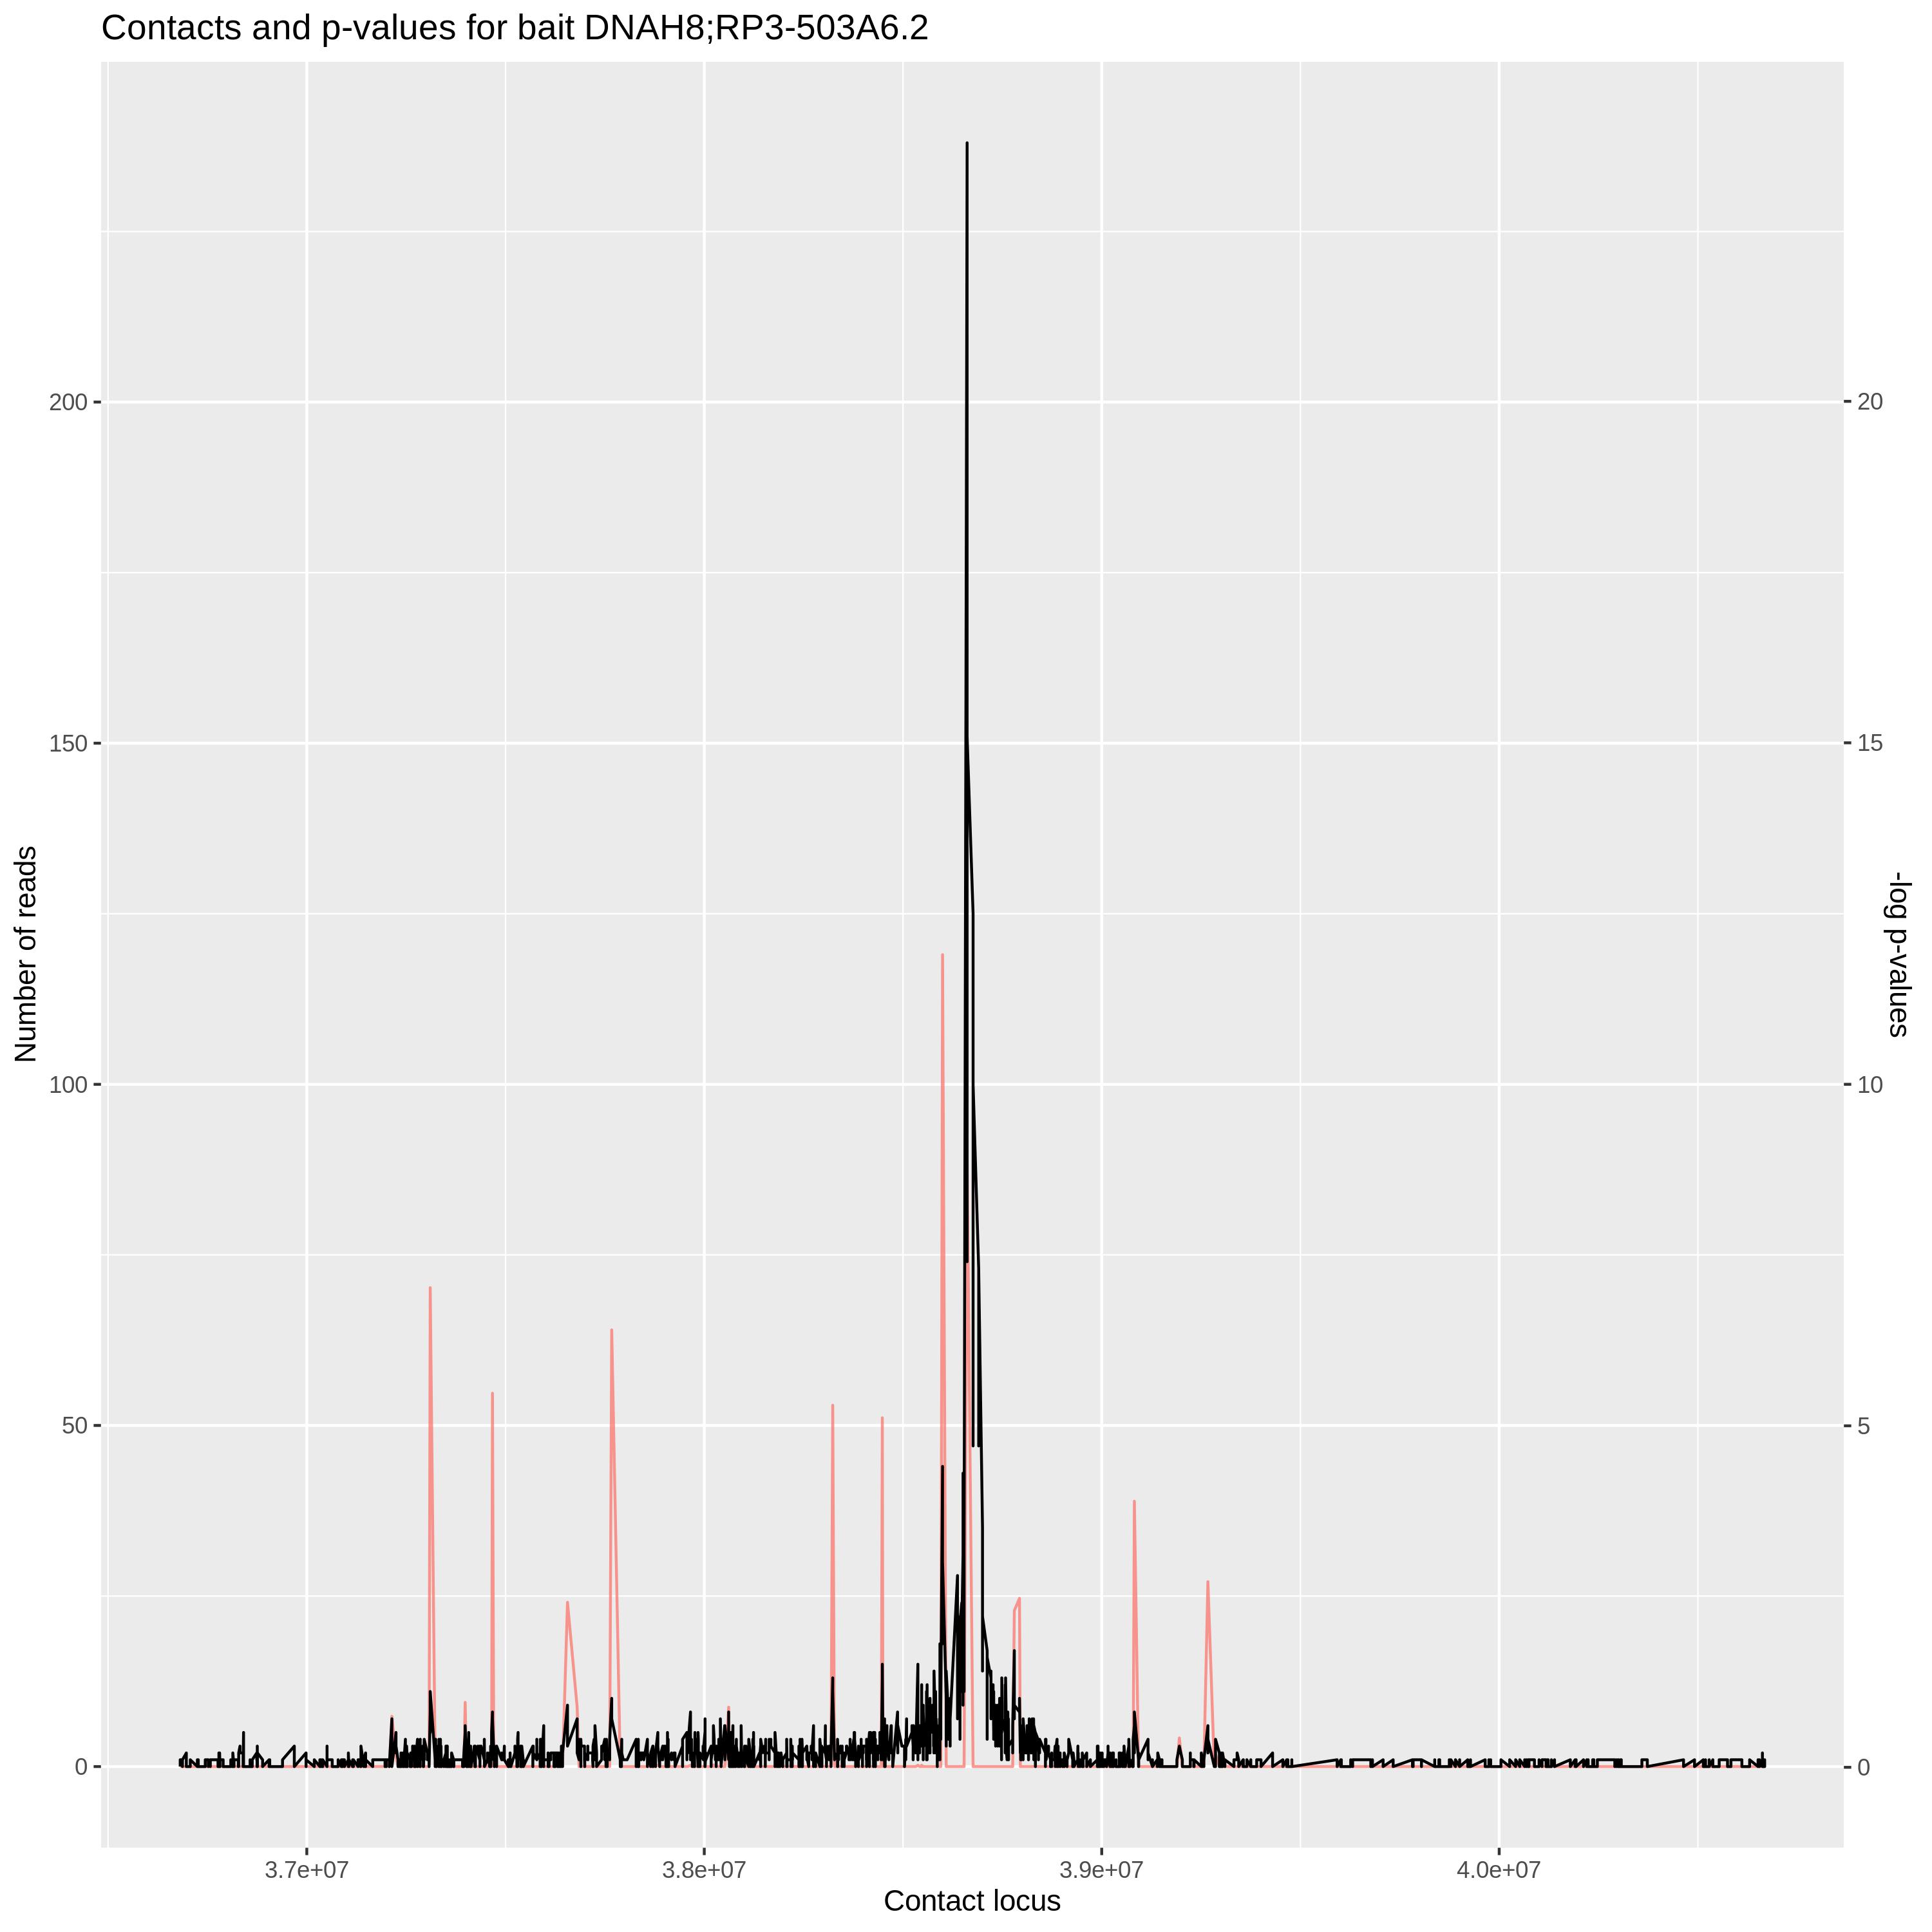 Contacts and p-values for bait DNAH8;RP3-503A6.2
Number of reads
200
150
100
50
0
20
15
10
5
0
-log p-values
3.7e+07 3.8e+07 3.9e+07 4.0e+07
Contact locus